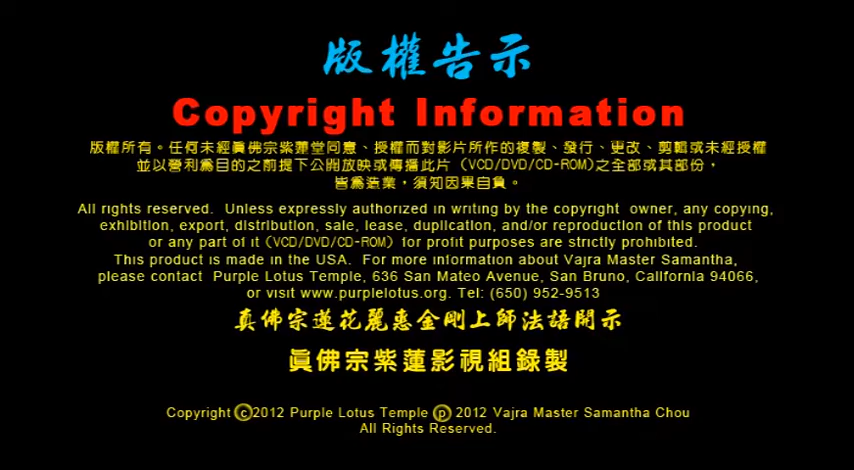 版權告示
Copyright Information
版權所有。任何未經眞佛宗紫蓮堂同意、授權而對影片所作的複製、發行、更改、剪輯或未經授權
並以營利爲目的之前提下公開放映或傳播此片 (VCD/DVD/CD-ROM)之全部或其部份，
皆爲造業，須知因果自負。
All rights reserved. Unless expressly authorized in writing by the copyright owner, any copying,
exhibition, export, distribution, sale, lease, duplication, and/or reproduction of this product
or any part of it (VCD/DVD/CD-ROM) for profit purposes are strictly prohibited.
This product is made in the USA. For more information about Vajra Master Samantha,
please contact Purple Lotus Temple, 636 San Mateo Avenue, San Bruno, California 94066,
or visit www.purplelotus.org. Tel: (650) 952-9513
真佛宗蓮花麗惠金剛上師法語開示
眞佛宗紫蓮影視組錄製
Copyright ⓒ2012 Purple Lotus Temple ⓟ 2012 Vajra Master Samantha Chou
All Rights Reserved.